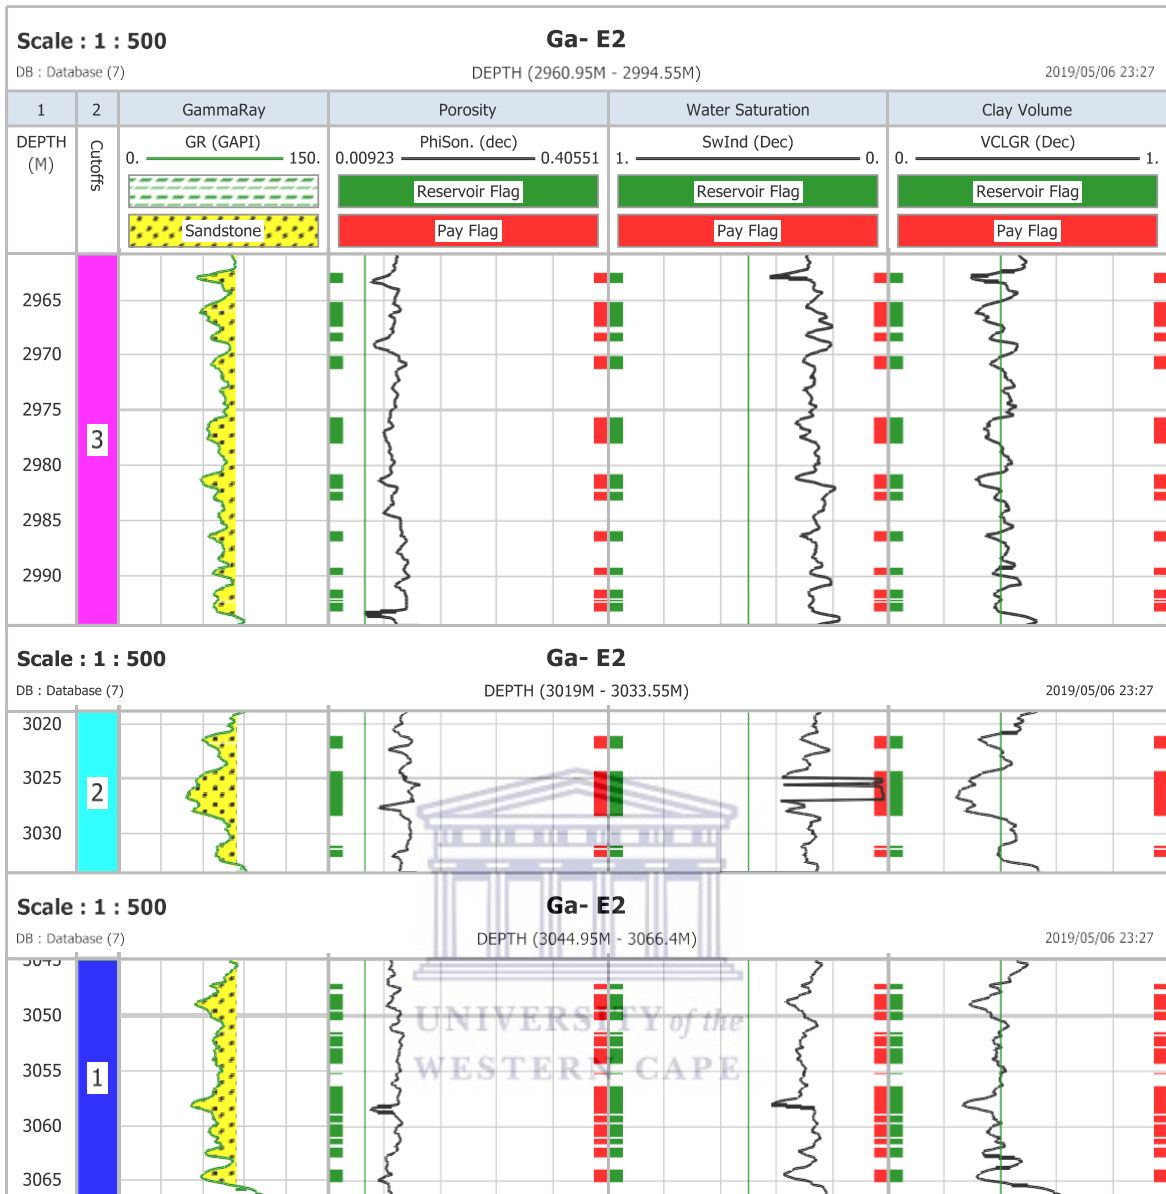 Scale : 1 : 500
Ga- E2
DB : Database (7)
DEPTH (2960.95M - 2994.55M)
2019/05/06 23:27
1
2
GammaRay
Porosity
Water Saturation
Clay Volume
DEPTH
(M)
Cutoffs
GR (GAPI)
0.
150.
PhiSon. (dec)
0.00923
0.40551
SwInd (Dec)
1.
0.
VCLGR (Dec)
0.
1.
Reservoir Flag
Reservoir Flag
Reservoir Flag
Sandstone
Pay Flag
Pay Flag
Pay Flag
2965
2970
2975
3
2980
2985
2990
Scale : 1 : 500
Ga- E2
DB : Database (7)
DEPTH (3019M - 3033.55M)
2019/05/06 23:27
3020
3025
2
3030
Scale : 1 : 500
Ga- E2
DB : Database (7)
DEPTH (3044.95M - 3066.4M)
2019/05/06 23:27
3045
3050
UNIVERSITY of the
WESTERN CAPE
3055
1
3060
3065